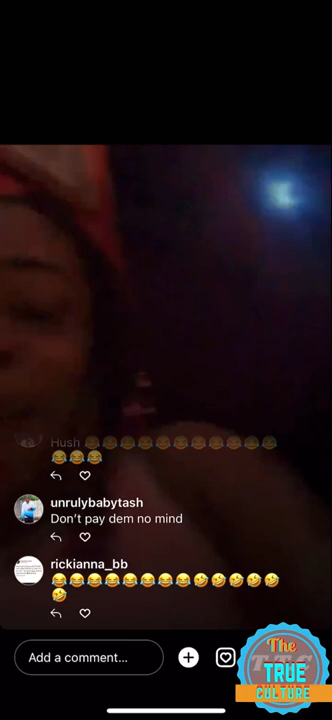 Hush 😂😂😂😂😂😂😂😂😂😂😂
😂😂😂
unrulybabytash
Don’t pay dem no mind
rickianna_bb
😂😂😂😂😂😂😂😂🤣🤣🤣🤣🤣
🤣
Add a comment...
The
TRUE
CULTURE